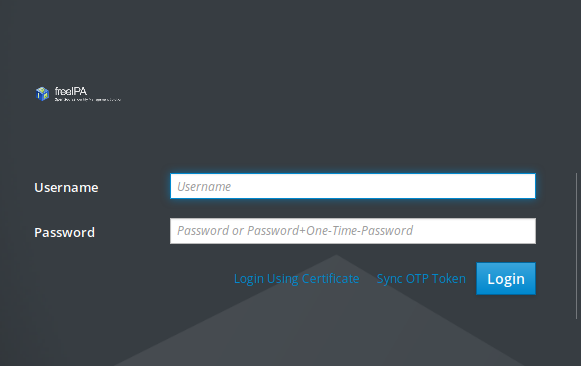 freeIPA
Username
Username
Password
Password or Password+One-Time-Password
Login Using Certificate
Sync OTP Token
Login